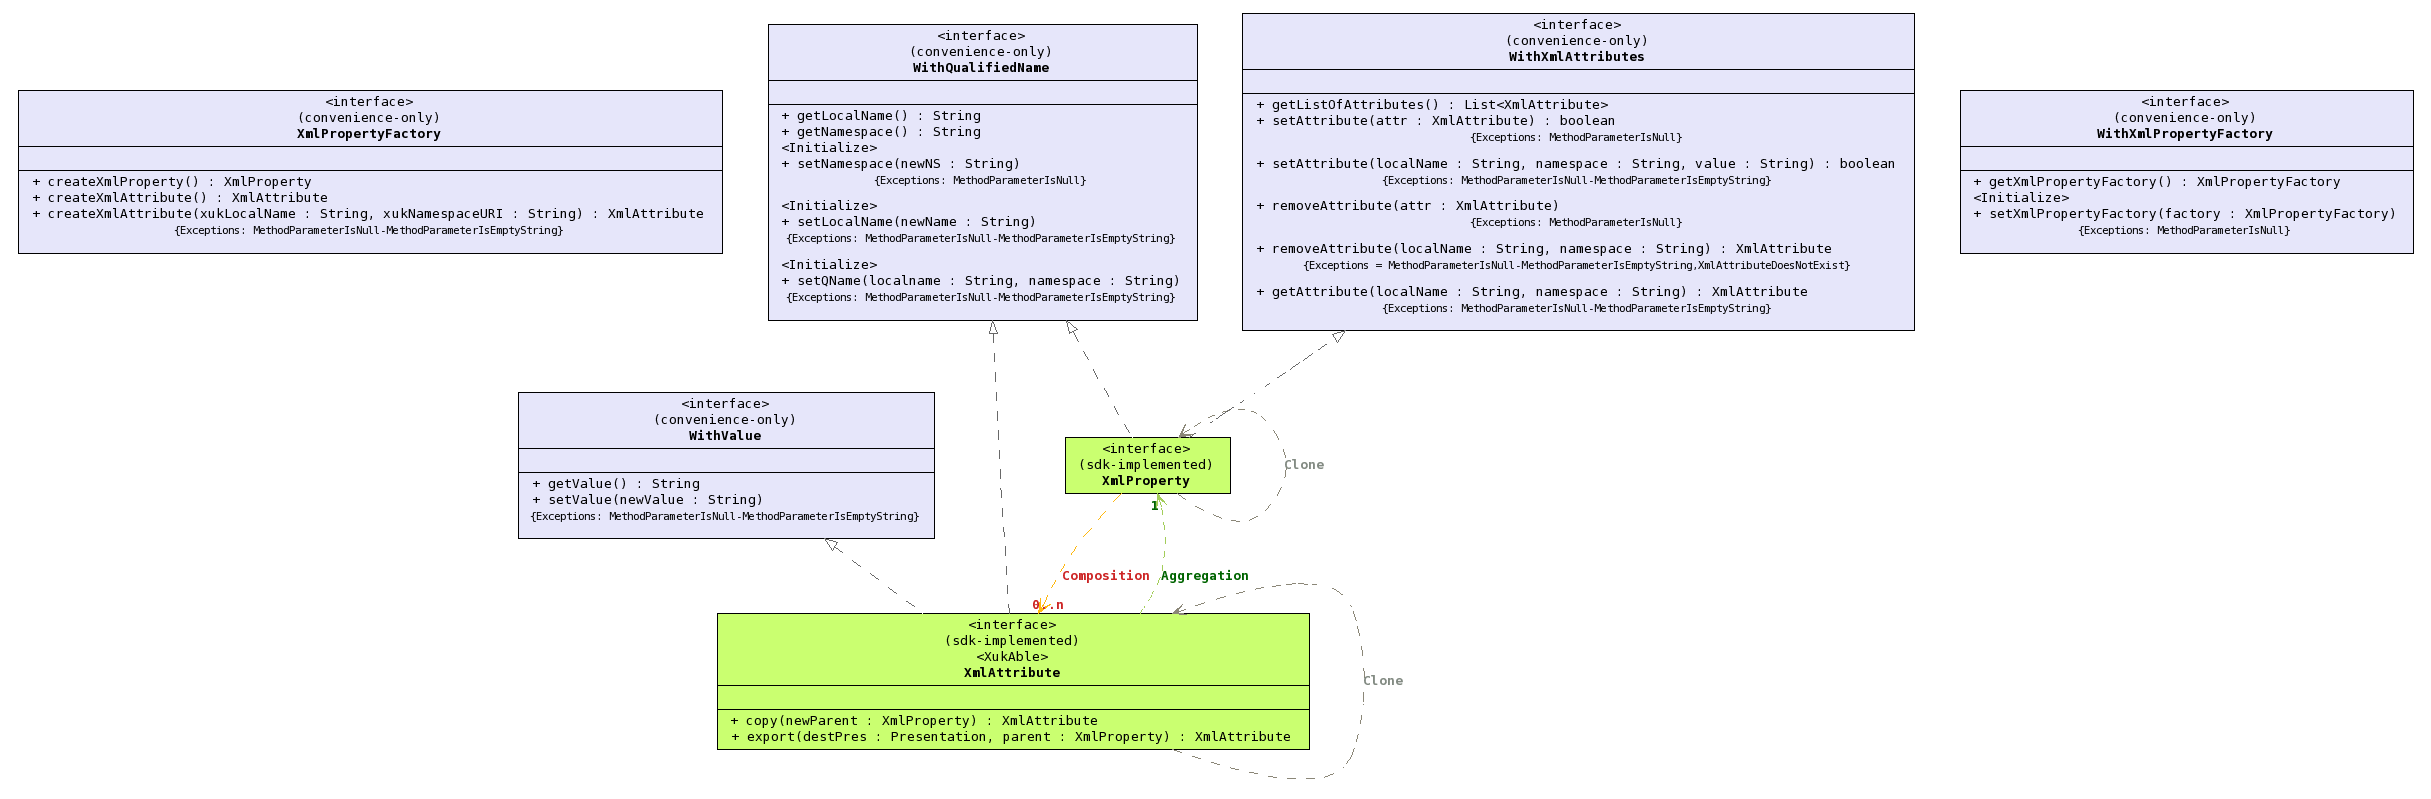 <interface>
(convenience-only)
XmlPropertyFactory
+ createXmlProperty() : XmlProperty
+ createXmlAttribute() : XmlAttribute
+ createXmlAttribute(xukLocalName : String, xukNamespaceURI : String) : XmlAttribute
{Exceptions: MethodParameterIsNull-MethodParameterIsEmptyString}
<interface>
(convenience-only)
WithQualifiedName
+ getLocalName() : String
+ getNamespace() : String
<Initialize>
+ setNamespace(newNS : String)
{Exceptions: MethodParameterIsNull}
<Initialize>
+ setLocalName(newName : String)
{Exceptions: MethodParameterIsNull-MethodParameterIsEmptyString}
<Initialize>
+ setQName(localname : String, namespace : String)
{Exceptions: MethodParameterIsNull-MethodParameterIsEmptyString}
<interface>
(convenience-only)
WithXmlAttributes
+ getListOfAttributes() : List<XmlAttribute>
+ setAttribute(attr : XmlAttribute) : boolean
{Exceptions: MethodParameterIsNull}
+ setAttribute(localName : String, namespace : String, value : String) : boolean
{Exceptions: MethodParameterIsNull-MethodParameterIsEmptyString}
+ removeAttribute(attr : XmlAttribute)
{Exceptions: MethodParameterIsNull}
+ removeAttribute(localName : String, namespace : String) : XmlAttribute
{Exceptions = MethodParameterIsNull-MethodParameterIsEmptyString,XmlAttributeDoesNotExist}
+ getAttribute(localName : String, namespace : String) : XmlAttribute
{Exceptions: MethodParameterIsNull-MethodParameterIsEmptyString}
<interface>
(convenience-only)
WithXmlPropertyFactory
+ getXmlPropertyFactory() : XmlPropertyFactory
<Initialize>
+ setXmlPropertyFactory(factory : XmlPropertyFactory)
{Exceptions: MethodParameterIsNull}
<interface>
(convenience-only)
WithValue
+ getValue() : String
+ setValue(newValue : String)
{Exceptions: MethodParameterIsNull-MethodParameterIsEmptyString}
<interface>
(sdk-implemented)
XmlProperty
Clone
1
Composition
Aggregation
0..n
<interface>
(sdk-implemented)
<XukAble>
XmlAttribute
+ copy(newParent : XmlProperty) : XmlAttribute
+ export(destPres : Presentation, parent : XmlProperty) : XmlAttribute
Clone